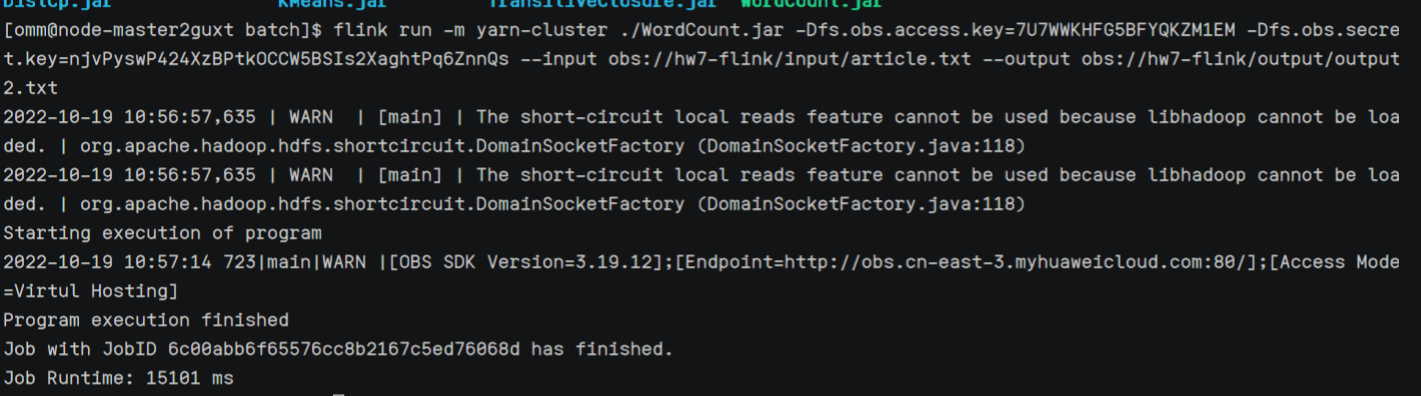 DistCp.jar KMeans.jar TransitiveClosure.jar WordCount.jar
[omm@node-master2guxt batch]$ flink run -m yarn-cluster ./WordCount.jar -Dfs.obs.access.key=7U7WWKHFG5BFYQKZM1EM -Dfs.obs.secre
t.key=njvPyswP424XzBPtkOCCW5BSIs2XaghtPq6ZnnQs --input obs://hw7-flink/input/article.txt --output obs://hw7-flink/output/output
2.txt
2022-10-19 10:56:57,635 | WARN  | [main] | The short-circuit local reads feature cannot be used because libhadoop cannot be loa
ded. | org.apache.hadoop.hdfs.shortcircuit.DomainSocketFactory (DomainSocketFactory.java:118)
2022-10-19 10:56:57,635 | WARN  | [main] | The short-circuit local reads feature cannot be used because libhadoop cannot be loa
ded. | org.apache.hadoop.hdfs.shortcircuit.DomainSocketFactory (DomainSocketFactory.java:118)
Starting execution of program
2022-10-19 10:57:14 723|main|WARN |[OBS SDK Version=3.19.12];[Endpoint=http://obs.cn-east-3.myhuaweicloud.com:80/];[Access Mode
=Virtul Hosting]
Program execution finished
Job with JobID 6c00abb6f65576cc8b2167c5ed76068d has finished.
Job Runtime: 15101 ms